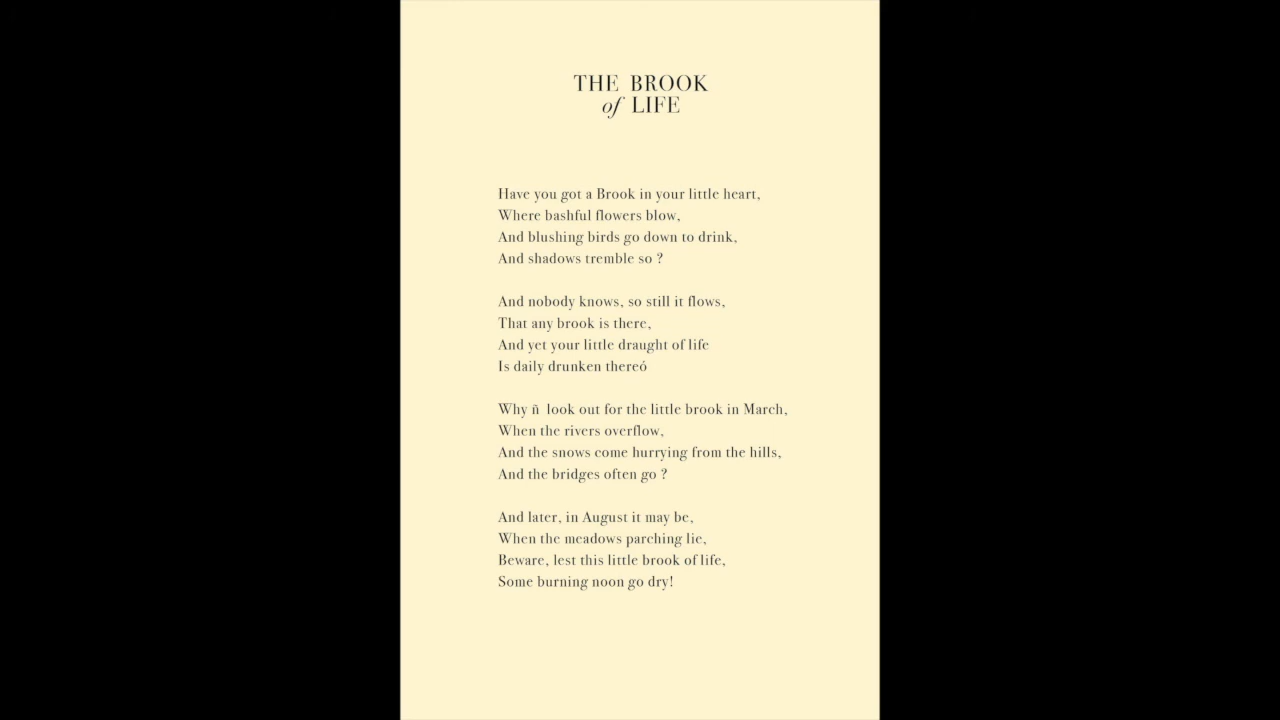 THE BROOK
of LIFE
Have you got a Brook in your little heart,
Where bashful flowers blow,
And blushing birds go down to drink,
And shadows tremble so ?
And nobody knows, so still it flows,
That any brook is there,
And yet your little draught of life
Is daily drunken thereó
Why ñ look out for the little brook in March,
When the rivers overflow,
And the snows come hurrying from the hills,
And the bridges often go ?
And later, in August it may be,
When the meadows parching lie,
Beware, lest this little brook of life,
Some burning noon go dry!